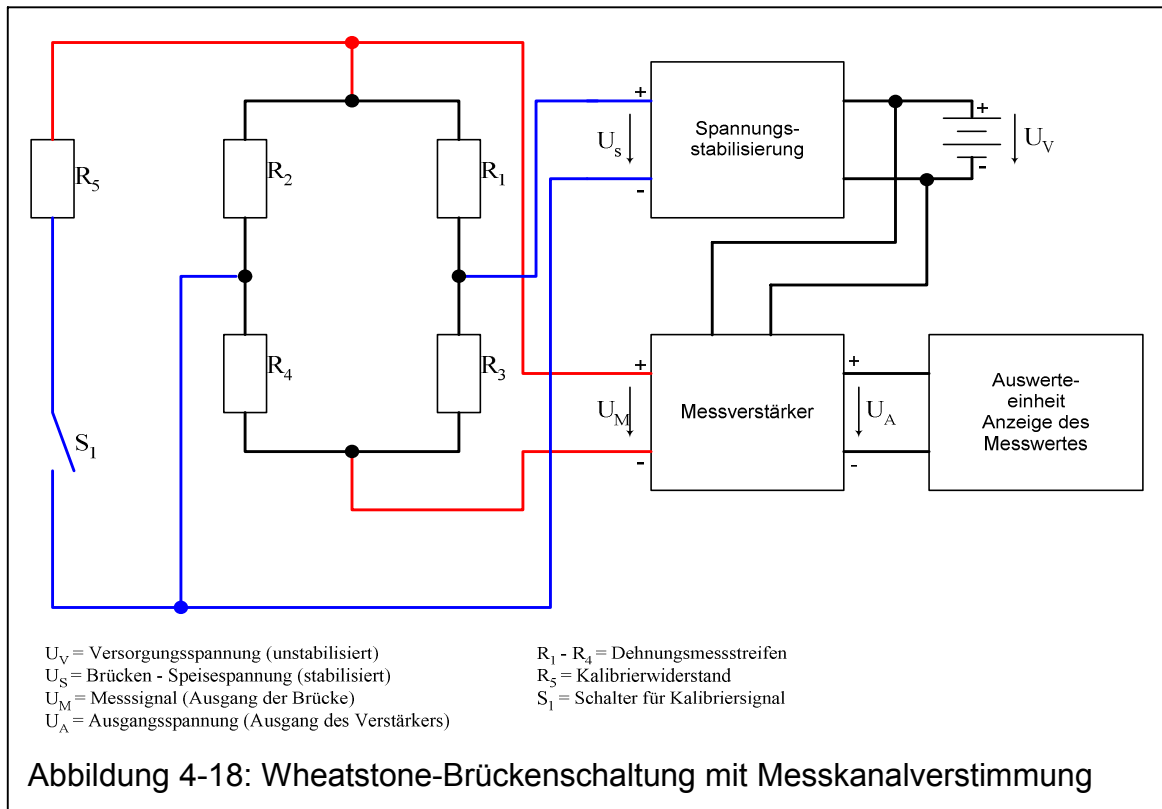 R5
R2
R1
R4
R3
S1
+
Us
-
Spannungs-
stabilisierung
+
-
UV
+
UM
-
Messverstärker
+
UA
-
Auswerte-
einheit
Anzeige des
Messwertes
UV = Versorgungsspannung (unstabilisiert)
US = Brücken - Speisespannung (stabilisiert)
UM = Messsignal (Ausgang der Brücke)
UA = Ausgangsspannung (Ausgang des Verstärkers)
R1 - R4 = Dehnungsmessstreifen
R5 = Kalibrierwiderstand
S1 = Schalter für Kalibriersignal
Abbildung 4-18: Wheatstone-Brückenschaltung mit Messkanalverstimmung